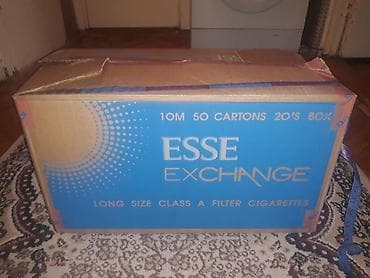 10M 50 CARTONS 20'S BOX
ESSE
EXCHANGE
LONG SIZE CLASS A FILTER CIGARETTES